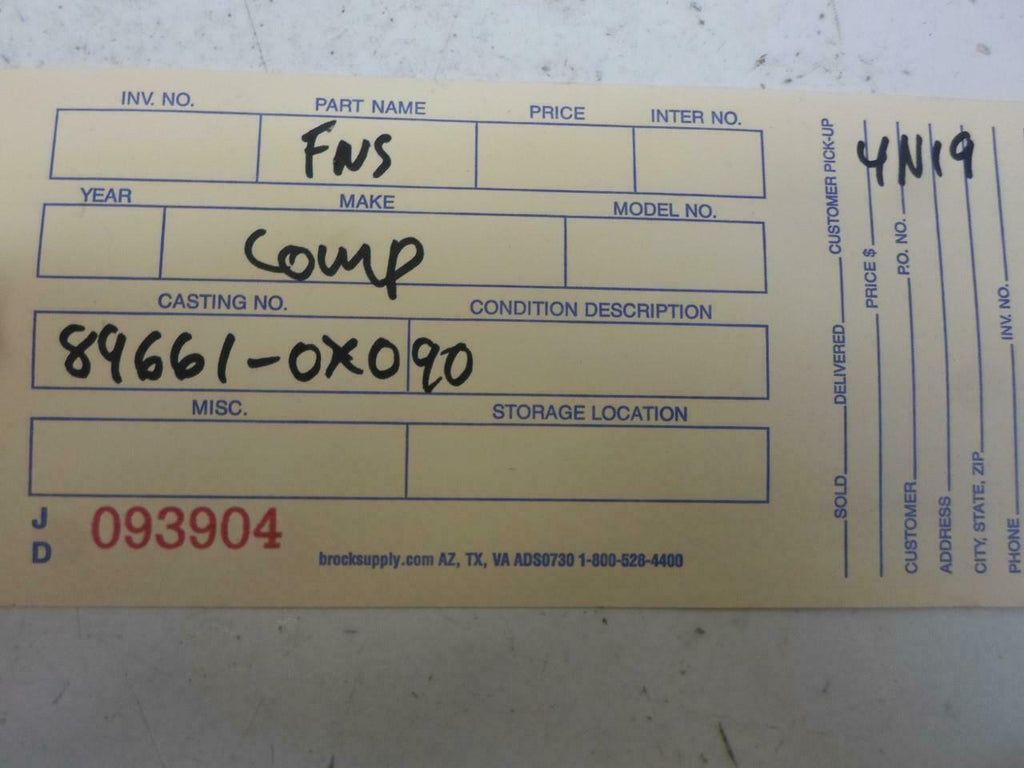 INV. NO. PART NAME PRICE INTER NO.
FNS
YEAR MAKE MODEL NO.
Comp
CASTING NO. CONDITION DESCRIPTION
89661-0X090
MISC. STORAGE LOCATION
J D 093904
brocksupply.com AZ, TX, VA ADS0730 1-800-528-4400
SOLD DELIVERED CUSTOMER PICK-UP
PRICE $
CUSTOMER P.O. NO.
ADDRESS
CITY, STATE, ZIP
PHONE INV. NO.
4N19